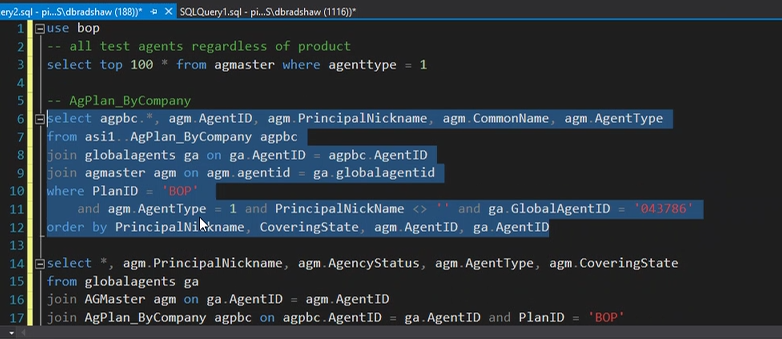 ery2.sql - pi...S\dbradshaw (188))* SQLQuery1.sql - pi...S\dbradshaw (1116))*
1 use bop
2 -- all test agents regardless of product
3 select top 100 * from agmaster where agenttype = 1
4
5 -- AgPlan_ByCompany
6 select agpbc.*, agm.AgentID, agm.PrincipalNickname, agm.CommonName, agm.AgentType
7 from asi1..AgPlan_ByCompany agpbc
8 join globalagents ga on ga.AgentID = agpbc.AgentID
9 join agmaster agm on agm.agentid = ga.globalagentid
10 where PlanID = 'BOP'
11 and agm.AgentType = 1 and PrincipalNickName <> '' and ga.GlobalAgentID = '043786'
12 order by PrincipalNickname, CoveringState, agm.AgentID, ga.AgentID
13
14 select *, agm.PrincipalNickname, agm.AgencyStatus, agm.AgentType, agm.CoveringState
15 from globalagents ga
16 join AGMaster agm on ga.AgentID = agm.AgentID
17 join AgPlan_ByCompany agpbc on agpbc.AgentID = ga.AgentID and PlanID = 'BOP'